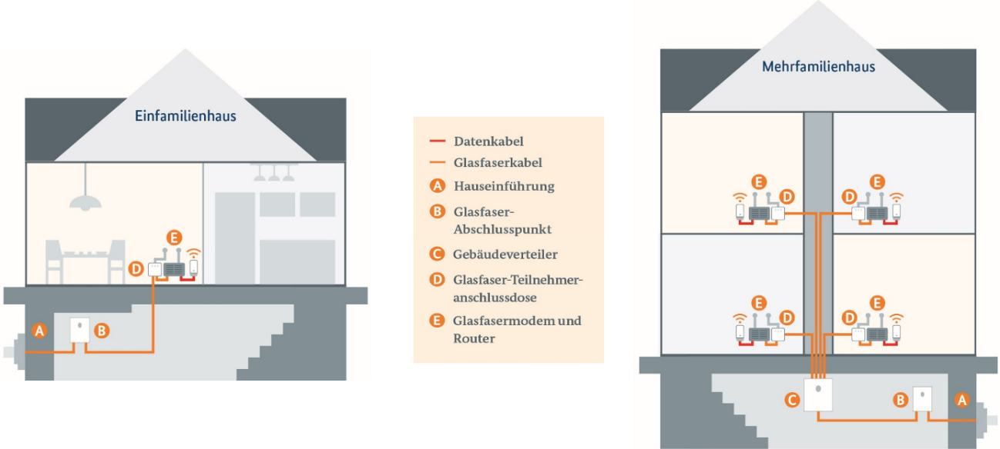 Einfamilienhaus
E
D
A
B
Datenkabel
Glasfaserkabel
A Hauseinführung
B Glasfaser-
Abschlusspunkt
C Gebäudeverteiler
D Glasfaser-Teilnehmer-
anschlussdose
E Glasfasermodem und
Router
Mehrfamilienhaus
E E
D D
E E
D D
C B A